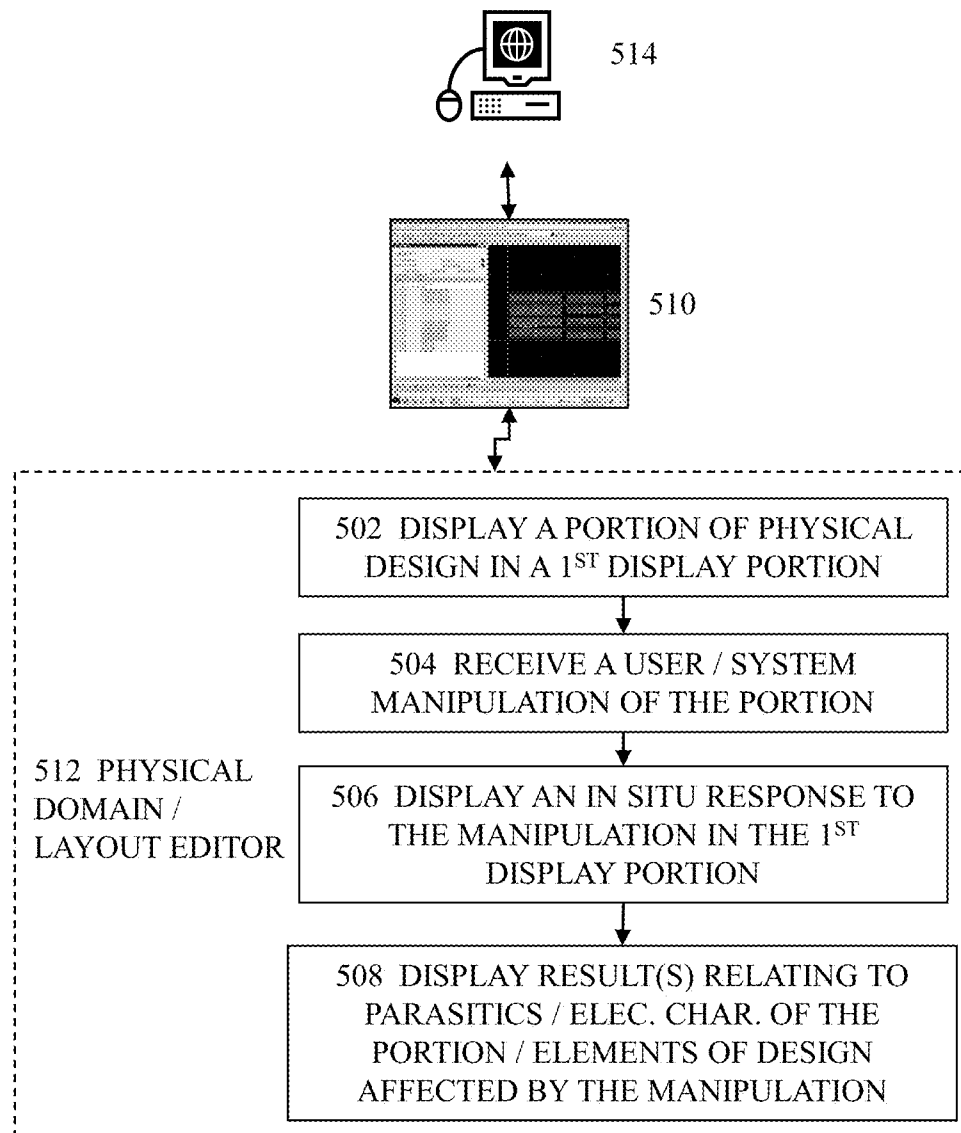 514
510
502 DISPLAY A PORTION OF PHYSICAL
DESIGN IN A 1ST DISPLAY PORTION
504 RECEIVE A USER / SYSTEM
MANIPULATION OF THE PORTION
512 PHYSICAL
DOMAIN /
LAYOUT EDITOR
506 DISPLAY AN IN SITU RESPONSE TO
THE MANIPULATION IN THE 1ST
DISPLAY PORTION
508 DISPLAY RESULT(S) RELATING TO
PARASITICS / ELEC. CHAR. OF THE
PORTION / ELEMENTS OF DESIGN
AFFECTED BY THE MANIPULATION